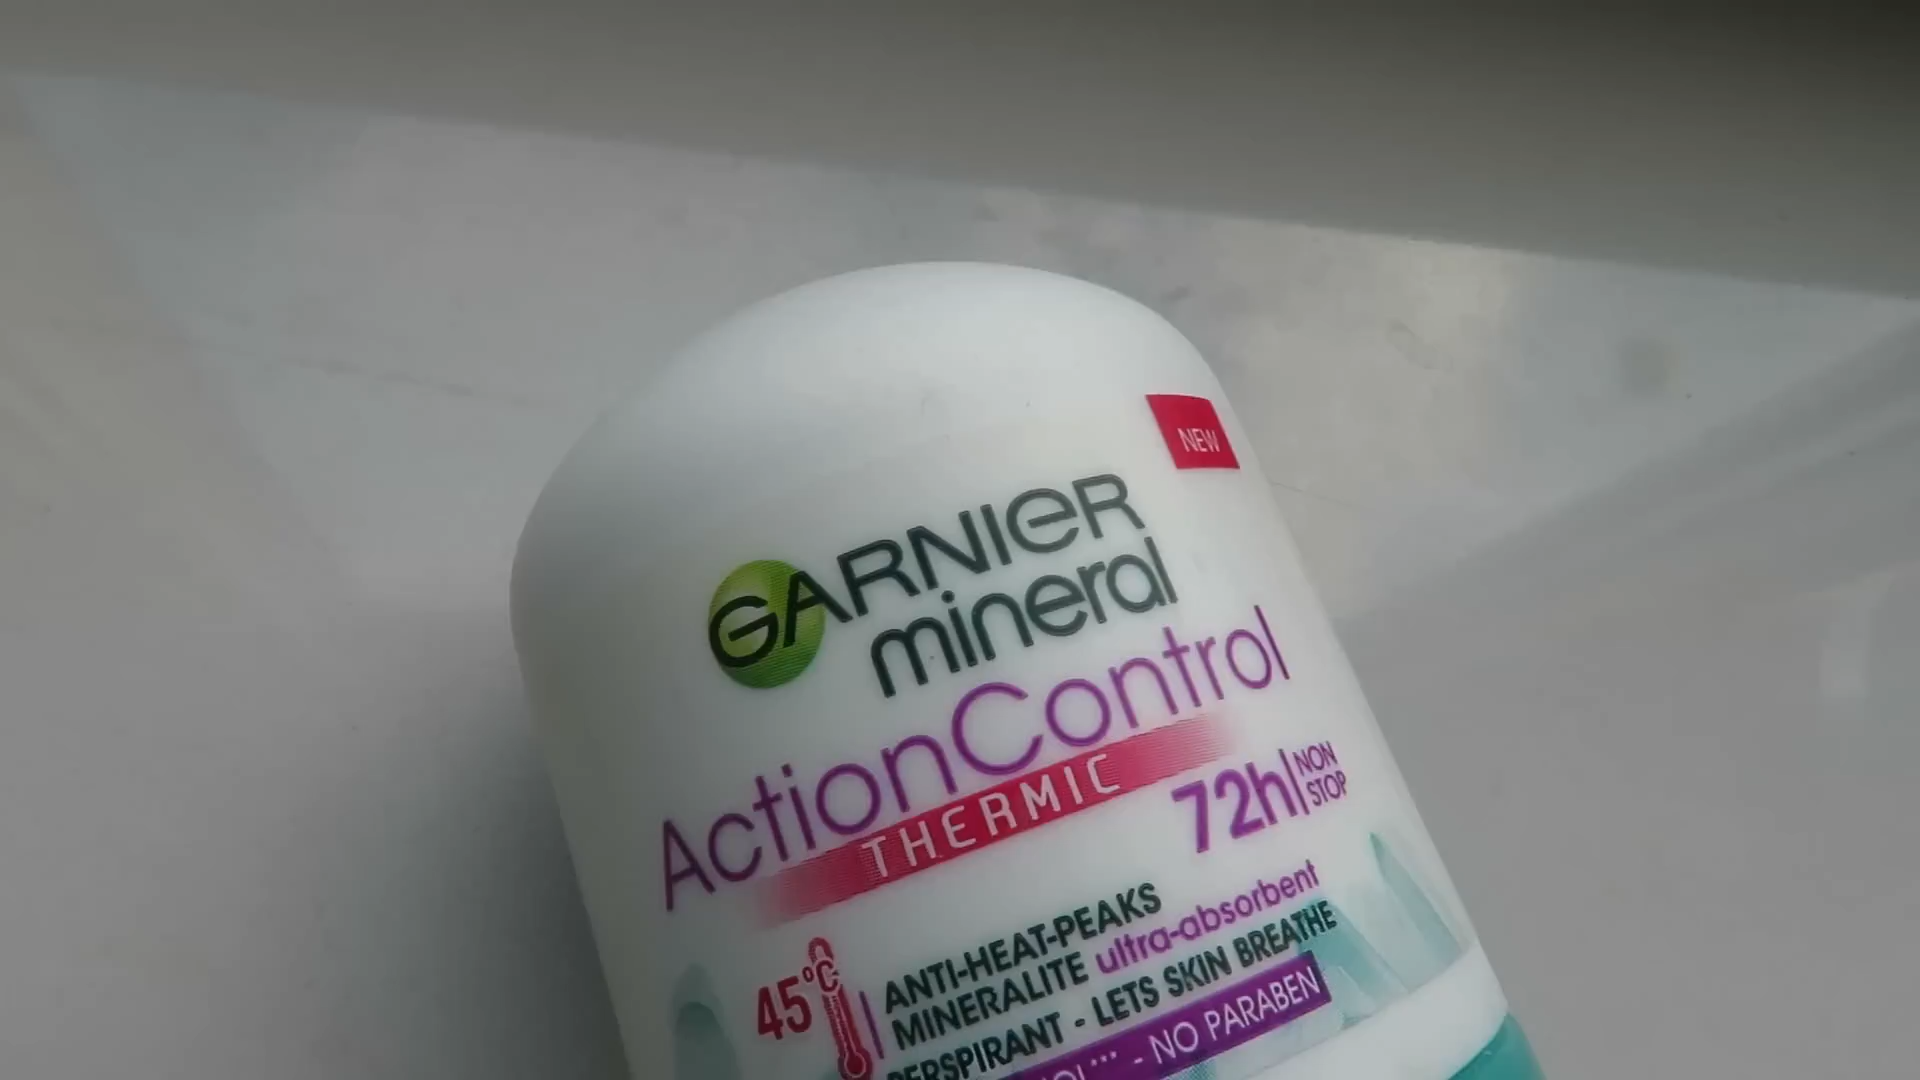 NEW
GARNIER
mineral
ActionControl
THERMIC
72h NON STOP
45°C
ANTI-HEAT-PEAKS
MINERALITE ultra-absorbent
PERSPIRANT - LETS SKIN BREATHE
*** - NO PARABEN